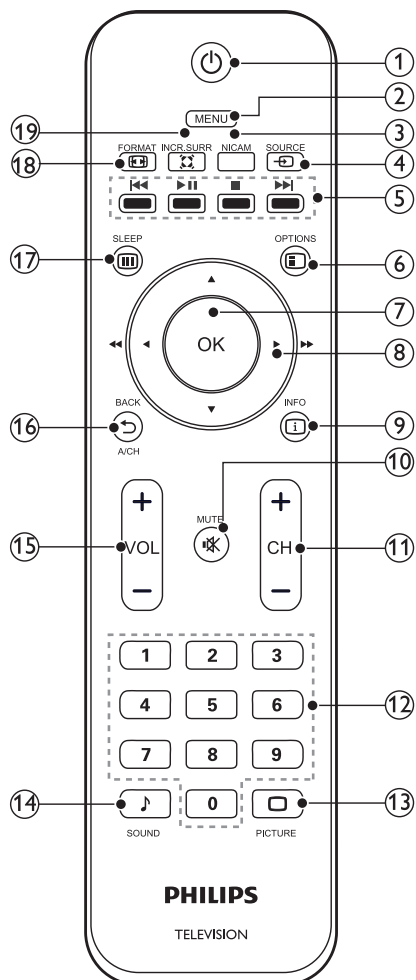 1
MENU
2
19
3
FORMAT INCR.SURR NICAM SOURCE
18
4
5
SLEEP
OPTIONS
17
6
7
OK
8
BACK
INFO
16
9
A/CH
10
+
+
MUTE
15
VOL
CH
11
−
−
1 2 3
4 5 6
12
7 8 9
14
0
13
SOUND
PICTURE
PHILIPS
TELEVISION